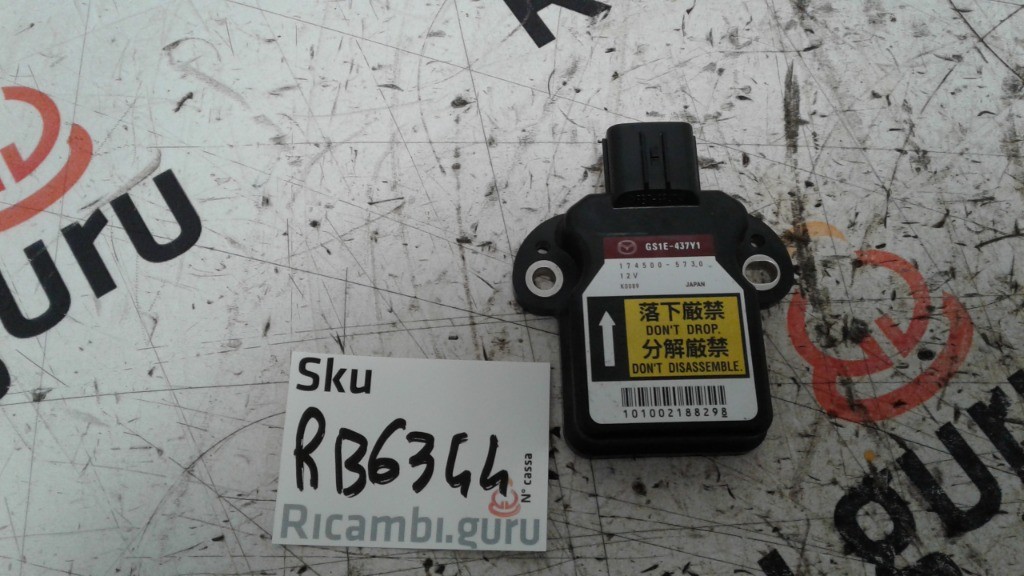 GS1E-437Y1
174500-5730
12V
JAPAN
落下厳禁
DON'T DROP.
分解厳禁
DON'T DISASSEMBLE.
101002188298
Sku
RB6344
N° cassa
Ricambi.guru
guru
guru